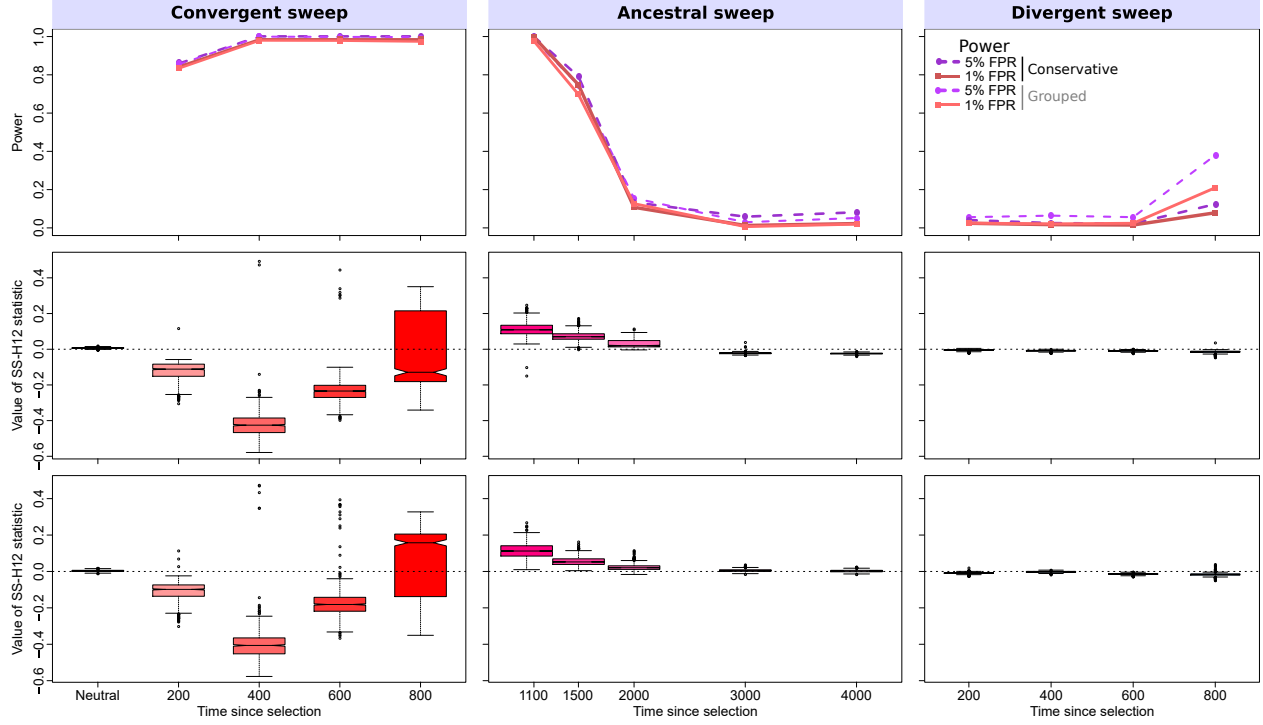 Convergent sweep
Ancestral sweep
Divergent sweep
Power
0.0 0.2 0.4 0.6 0.8 1.0
Power
5% FPR
1% FPR
Conservative
5% FPR
1% FPR
Grouped
Value of SS-H12 statistic
−0.6 −0.4 −0.2 0.0 0.2 0.4
Value of SS-H12 statistic
−0.6 −0.4 −0.2 0.0 0.2 0.4
Neutral 200 400 600 800
1100 1500 2000 3000 4000
200 400 600 800
Time since selection
Time since selection
Time since selection